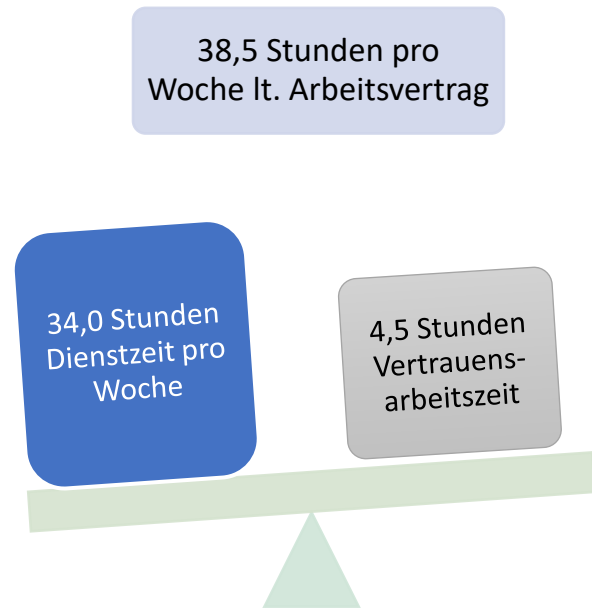 38,5 Stunden pro
Woche lt. Arbeitsvertrag
34,0 Stunden
Dienstzeit pro
Woche
4,5 Stunden
Vertrauens-
arbeitszeit